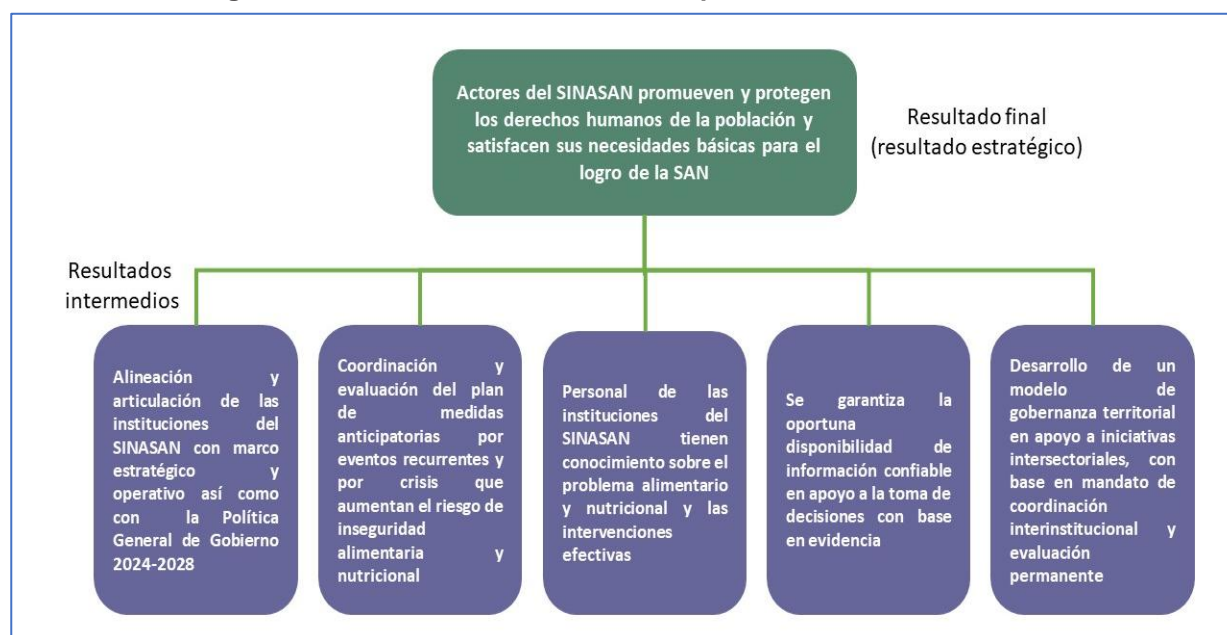 Actores del SINASAN promueven y protegen
los derechos humanos de la población y
satisfacen sus necesidades básicas para el
logro de la SAN
Resultado final
(resultado estratégico)
Resultados
intermedios
Alineación y
articulación de las
instituciones del
SINASAN con marco
estratégico y
operativo así como
con la Política
General de Gobierno
2024-2028
Coordinación y
evaluación del plan
de medidas
anticipatorias por
eventos recurrentes y
por crisis que
aumentan el riesgo de
inseguridad
alimentaria y
nutricional
Personal de las
instituciones del
SINASAN tienen
conocimiento sobre el
problema alimentario
y nutricional y las
intervenciones
efectivas
Se garantiza la
oportuna
disponibilidad de
información confiable
en apoyo a la toma de
decisiones con base
en evidencia
Desarrollo de un
modelo de
gobernanza territorial
en apoyo a iniciativas
intersectoriales, con
base en mandato de
coordinación
interinstitucional y
evaluación
permanente